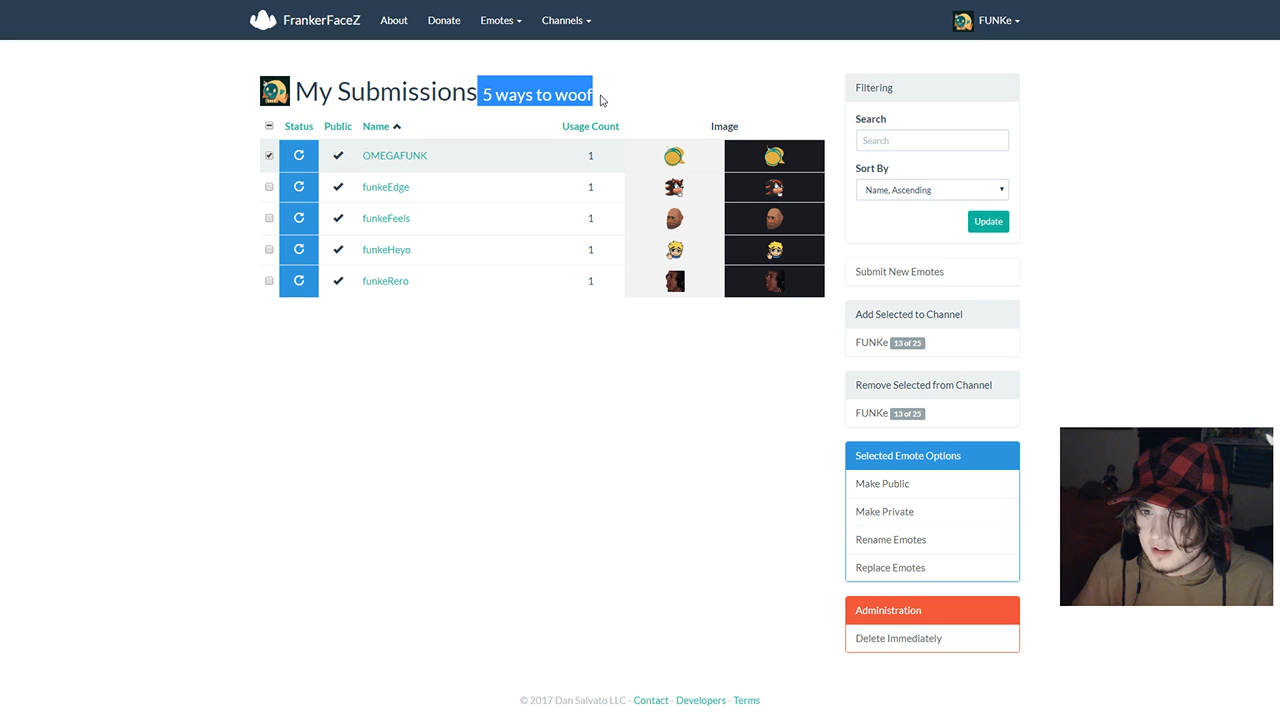 FrankerFaceZ About Donate Emotes Channels FUNKe
My Submissions 5 ways to woof
Status Public Name Usage Count Image
OMEGAFUNK 1
funkeEdge 1
funkeFeels 1
funkeHeyo 1
funkeRero 1
Filtering
Search
Search
Sort By
Name, Ascending
Update
Submit New Emotes
Add Selected to Channel
FUNKe 13 of 25
Remove Selected from Channel
FUNKe 13 of 25
Selected Emote Options
Make Public
Make Private
Rename Emotes
Replace Emotes
Administration
Delete Immediately
© 2017 Dan Salvato LLC - Contact - Developers - Terms